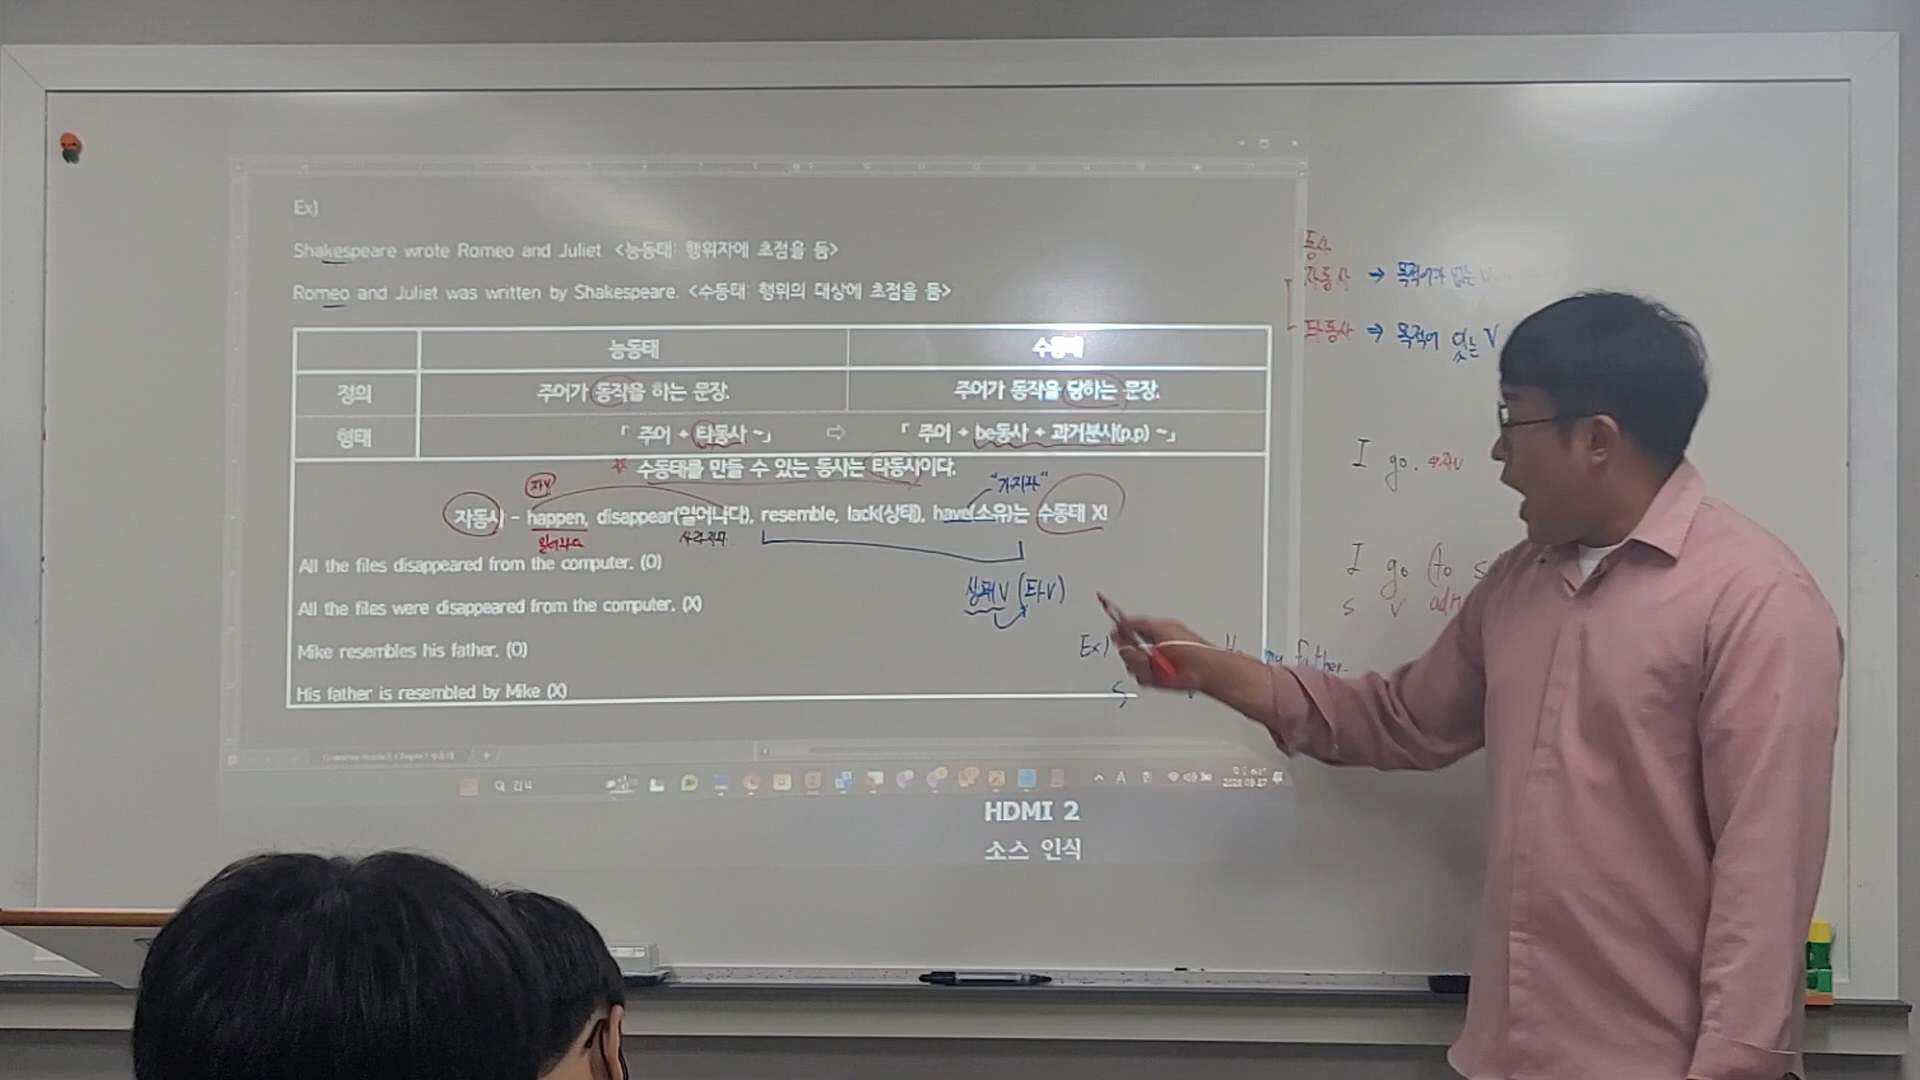 Ex)
Shakespeare wrote Romeo and Juliet. <능동태: 행위자에 초점을 둠>
Romeo and Juliet was written by Shakespeare. <수동태: 행위의 대상에 초점을 둠>
능동태 수동태
정의 주어가 동작을 하는 문장. 주어가 동작을 당하는 문장.
형태 「 주어 + 타동사 ~」 ⇨ 「 주어 + be동사 + 과거분사(p.p) ~」
수동태를 만들 수 있는 동사는 타동사이다.
자V "가지다"
자동사 - happen, disappear(일어나다), resemble, lack(상태), have(소유)는 수동태 X!
일어나다 사라지다
All the files disappeared from the computer. (O)
상태V (타V)
All the files were disappeared from the computer. (X)
Mike resembles his father. (O)
His father is resembled by Mike (X)
동사
자동사 → 목적어가 없는 V
타동사 → 목적어 있는 V
I go. 자V
I go (to s
S V
Ex) my father.
S V
검색
HDMI 2
소스 인식